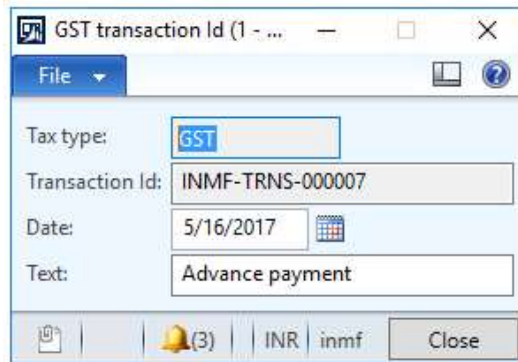 GST transaction Id (1 - ...
File
Tax type: GST
Transaction Id: INMF-TRNS-000007
Date: 5/16/2017
Text: Advance payment
(3) INR inmf Close